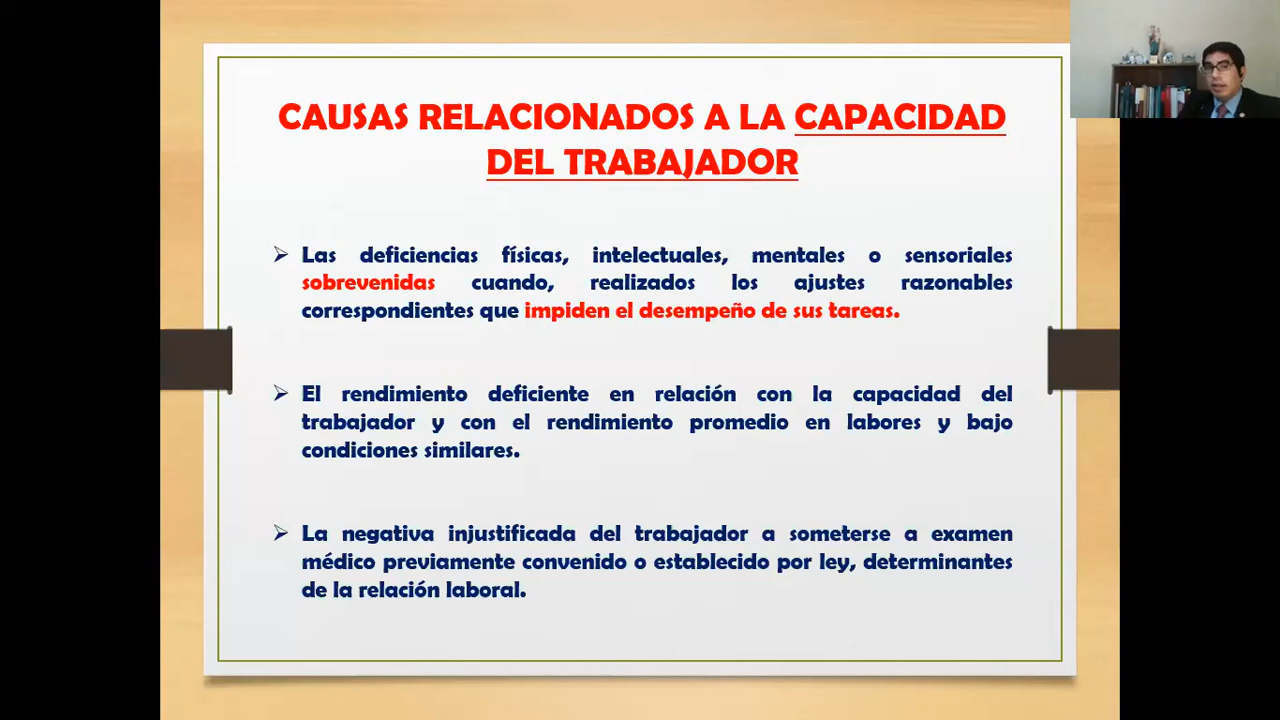 CAUSAS RELACIONADOS A LA CAPACIDAD
DEL TRABAJADOR
Las deficiencias físicas, intelectuales, mentales o sensoriales
sobrevenidas cuando, realizados los ajustes razonables
correspondientes que impiden el desempeño de sus tareas.
El rendimiento deficiente en relación con la capacidad del
trabajador y con el rendimiento promedio en labores y bajo
condiciones similares.
La negativa injustificada del trabajador a someterse a examen
médico previamente convenido o establecido por ley, determinantes
de la relación laboral.